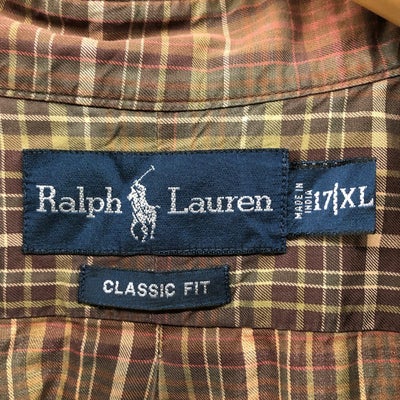 Ralph Lauren
MADE IN
INDIA
17|XL
CLASSIC FIT